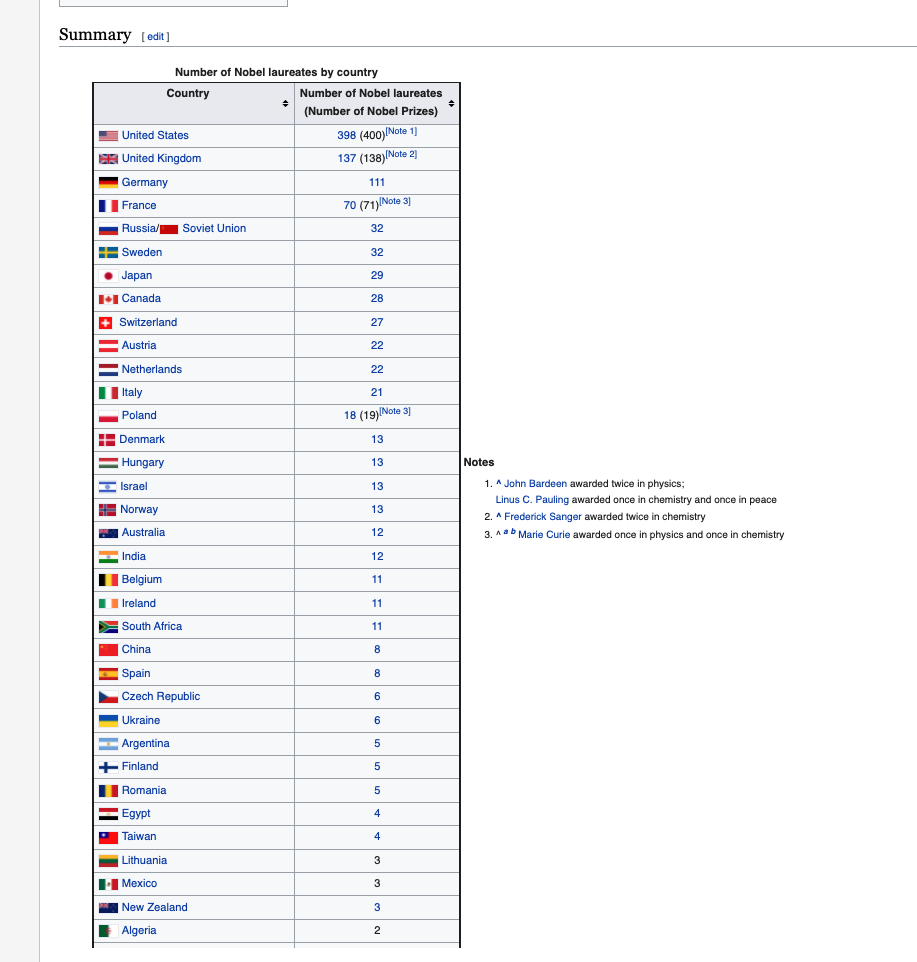 Summary [ edit ]
Number of Nobel laureates by country
Country
Number of Nobel laureates
(Number of Nobel Prizes)
United States 398 (400)[Note 1]
United Kingdom 137 (138)[Note 2]
Germany 111
France 70 (71)[Note 3]
Russia/ Soviet Union 32
Sweden 32
Japan 29
Canada 28
Switzerland 27
Austria 22
Netherlands 22
Italy 21
Poland 18 (19)[Note 3]
Denmark 13
Hungary 13
Israel 13
Norway 13
Australia 12
India 12
Belgium 11
Ireland 11
South Africa 11
China 8
Spain 8
Czech Republic 6
Ukraine 6
Argentina 5
Finland 5
Romania 5
Egypt 4
Taiwan 4
Lithuania 3
Mexico 3
New Zealand 3
Algeria 2
Notes
1. ^ John Bardeen awarded twice in physics;
Linus C. Pauling awarded once in chemistry and once in peace
2. ^ Frederick Sanger awarded twice in chemistry
3. ^ a b Marie Curie awarded once in physics and once in chemistry